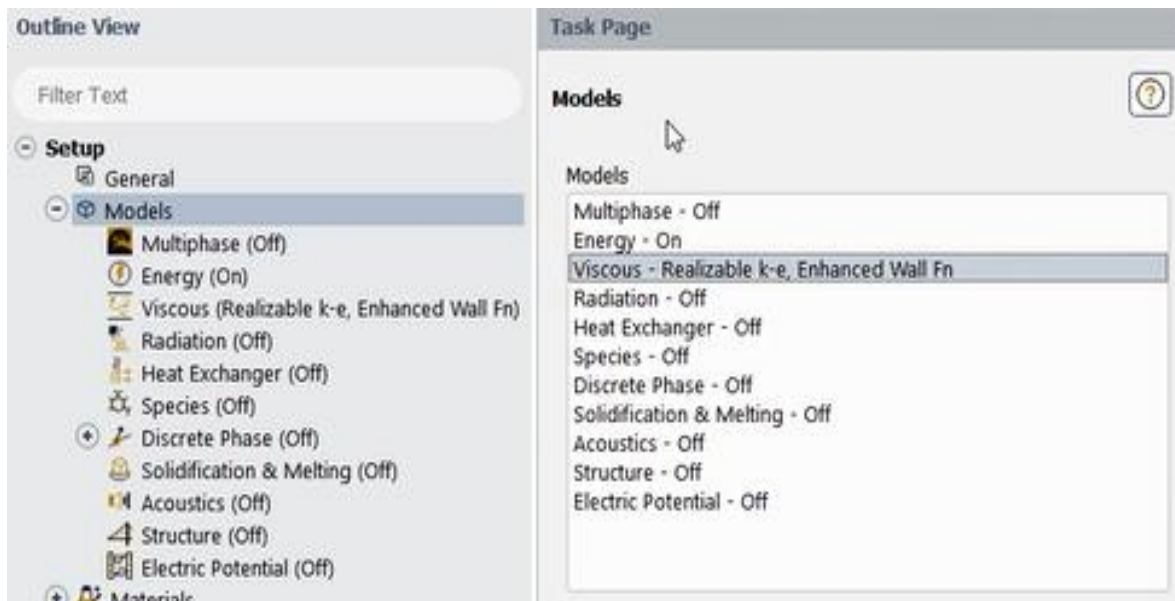 Outline View
Filter Text
Setup
General
Models
Multiphase (Off)
Energy (On)
Viscous (Realizable k-e, Enhanced Wall Fn)
Radiation (Off)
Heat Exchanger (Off)
Species (Off)
Discrete Phase (Off)
Solidification & Melting (Off)
Acoustics (Off)
Structure (Off)
Electric Potential (Off)
Materials
Task Page
Models
Models
Multiphase - Off
Energy - On
Viscous - Realizable k-e, Enhanced Wall Fn
Radiation - Off
Heat Exchanger - Off
Species - Off
Discrete Phase - Off
Solidification & Melting - Off
Acoustics - Off
Structure - Off
Electric Potential - Off